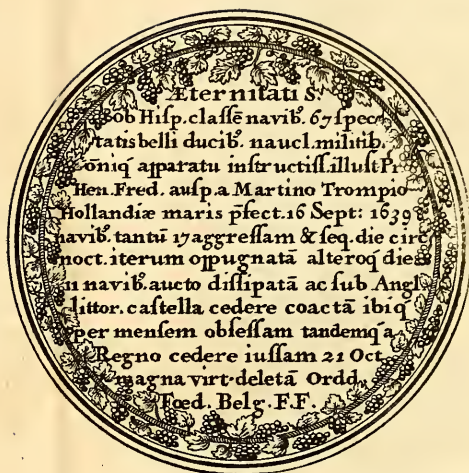 Æternitati S.
ob Hisp. classē navib. 67 spec
tatis belli ducib. naucl. militib.
ōniq́ apparatu instructiss. illust Pi
Hen. Fred. ausp. a Martino Trompio
Hollandiæ maris p̄fect. 16 Sept: 1639
navib. tantū 17 aggressam & seq. die circ
noct. iterum oppugnatā alteroq́ die
11 navib. aucto dissipatā ac sub Angl
littor. castella cedere coactā ibiq́
per mensem obsessam tandemq́ a
Regno cedere iussam 21 Oct
magna virt. deletā Ordd.
Fœd. Belg. F.F.